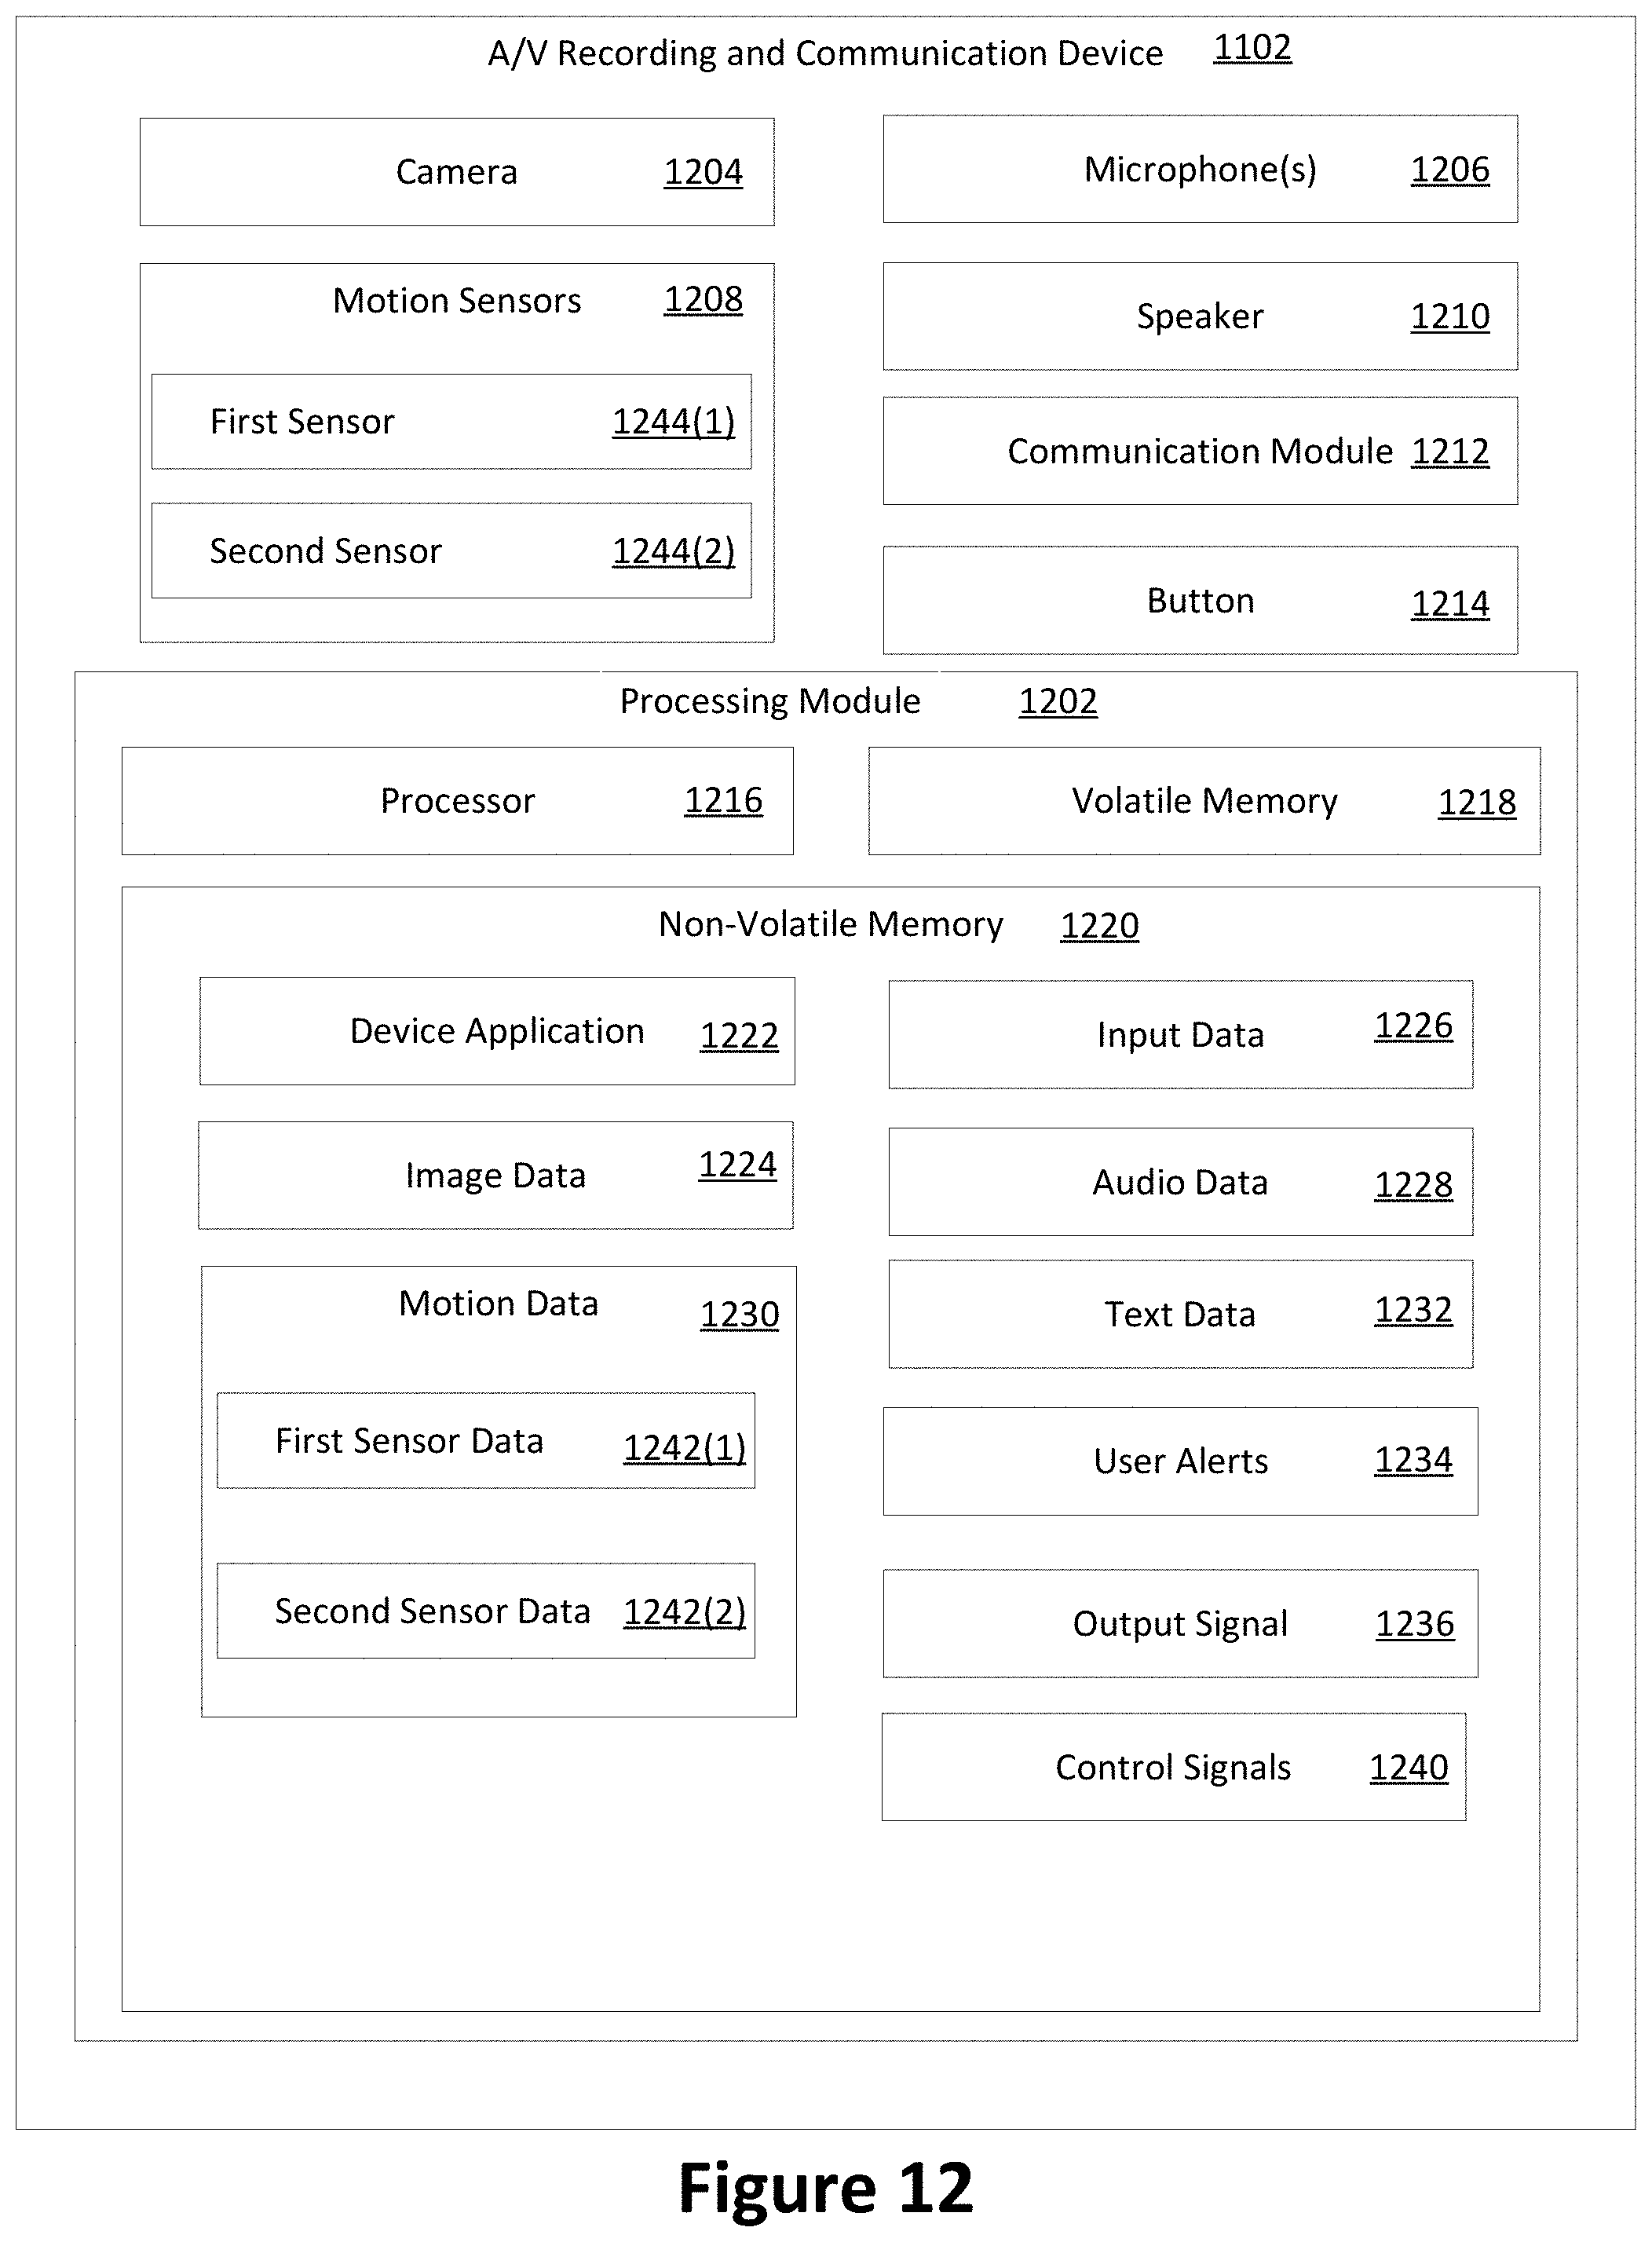 A/V Recording and Communication Device 1102
Camera 1204
Microphone(s) 1206
Motion Sensors 1208
First Sensor 1244(1)
Second Sensor 1244(2)
Speaker 1210
Communication Module 1212
Button 1214
Processing Module 1202
Processor 1216
Volatile Memory 1218
Non-Volatile Memory 1220
Device Application 1222
Input Data 1226
Image Data 1224
Audio Data 1228
Motion Data 1230
First Sensor Data 1242(1)
Second Sensor Data 1242(2)
Text Data 1232
User Alerts 1234
Output Signal 1236
Control Signals 1240
Figure 12